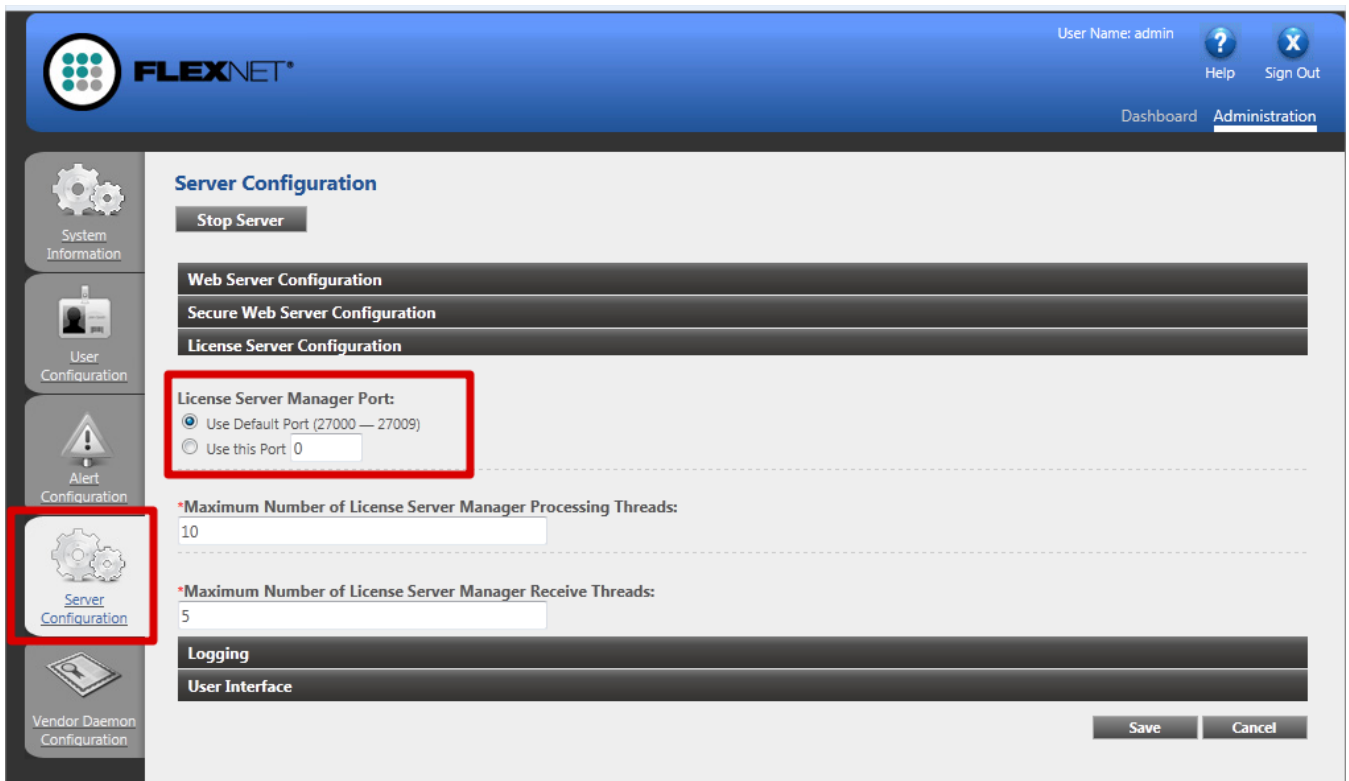 User Name: admin
?
X
Help
Sign Out
FLEXNET
Dashboard
Administration
System
Information
User
Configuration
Alert
Configuration
Server
Configuration
Vendor Daemon
Configuration
Server Configuration
Stop Server
Web Server Configuration
Secure Web Server Configuration
License Server Configuration
License Server Manager Port:
Use Default Port (27000 — 27009)
Use this Port 0
*Maximum Number of License Server Manager Processing Threads:
10
*Maximum Number of License Server Manager Receive Threads:
5
Logging
User Interface
Save
Cancel